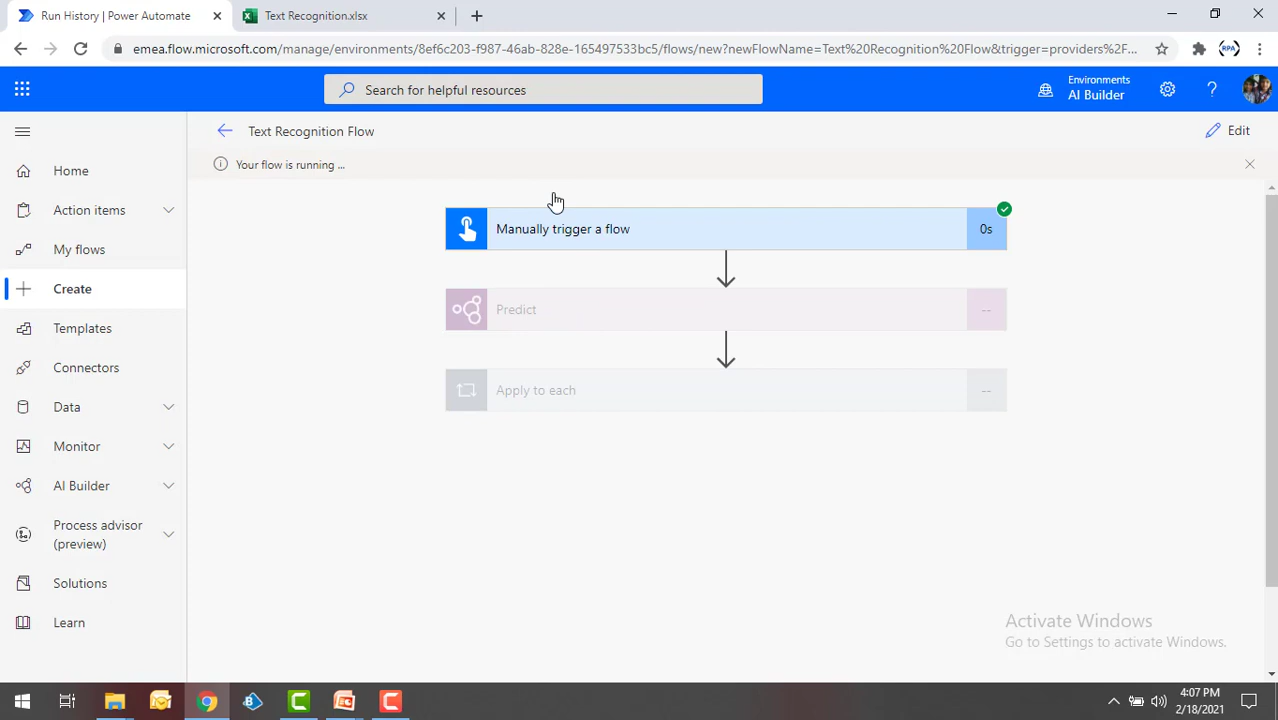 Run History | Power Automate
Text Recognition.xlsx
emea.flow.microsoft.com/manage/environments/8ef6c203-f987-46ab-828e-165497533bc5/flows/new?newFlowName=Text%20Recognition%20Flow&trigger=providers%2F...
RPA
Search for helpful resources
Environments
AI Builder
Text Recognition Flow
Edit
Your flow is running ...
Home
Action items
My flows
Create
Templates
Connectors
Data
Monitor
AI Builder
Process advisor
(preview)
Solutions
Learn
Manually trigger a flow
0s
Predict
--
Apply to each
--
Activate Windows
Go to Settings to activate Windows.
4:07 PM
2/18/2021